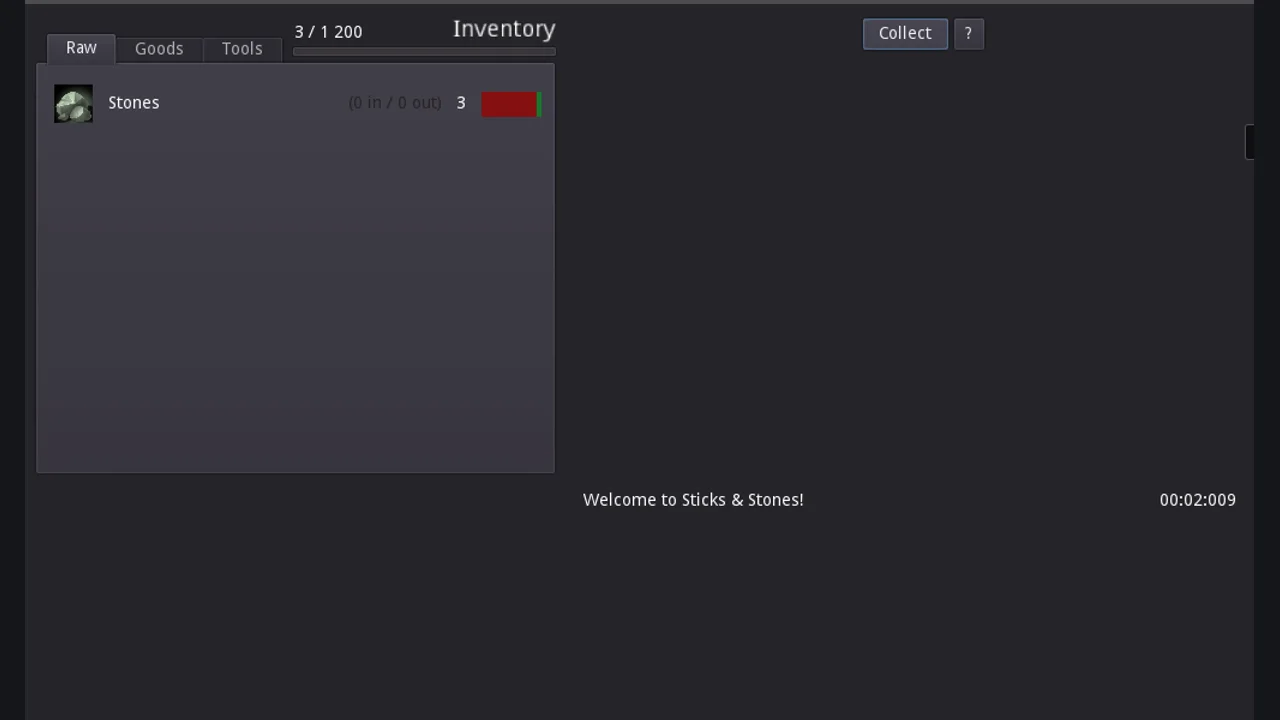 Raw Goods Tools 3 / 1 200 Inventory Collect ?
Stones (0 in / 0 out) 3
Welcome to Sticks & Stones! 00:02:009